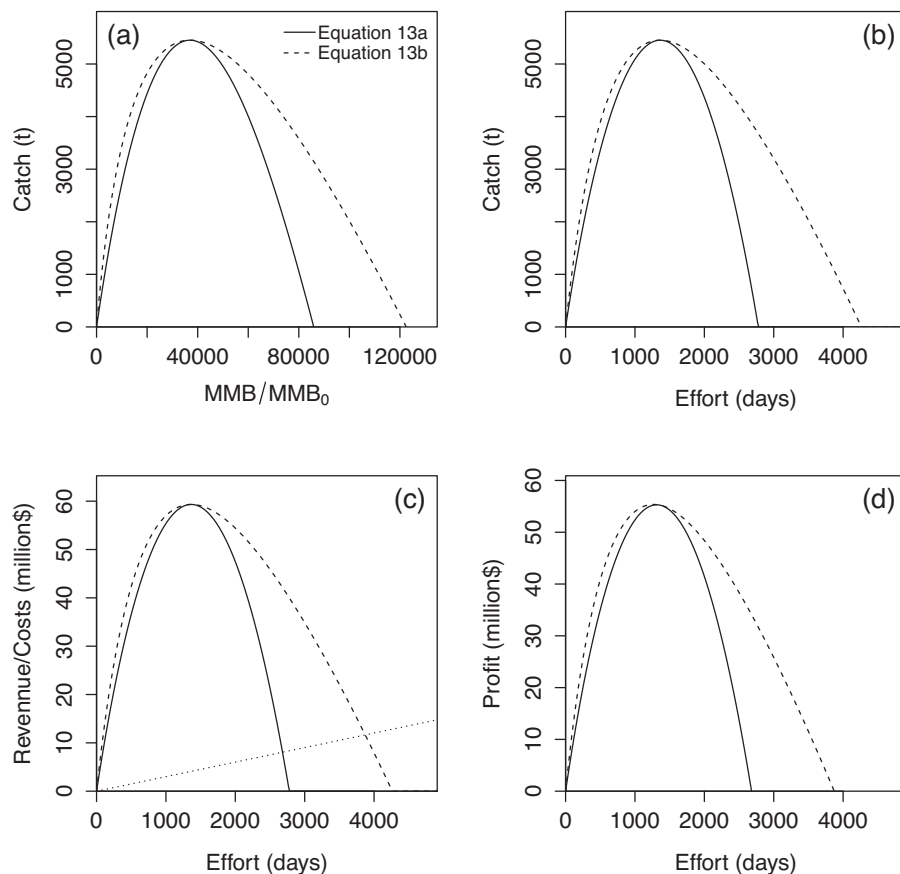 (a)
Equation 13a
Equation 13b
Catch (t)
0
1000
3000
5000
0
40000
80000
120000
MMB/MMB₀
(b)
Catch (t)
0
1000
3000
5000
0
1000
2000
3000
4000
Effort (days)
(c)
Revennue/Costs (million$)
0
10
20
30
40
50
60
0
1000
2000
3000
4000
Effort (days)
(d)
Profit (million$)
0
10
20
30
40
50
60
0
1000
2000
3000
4000
Effort (days)